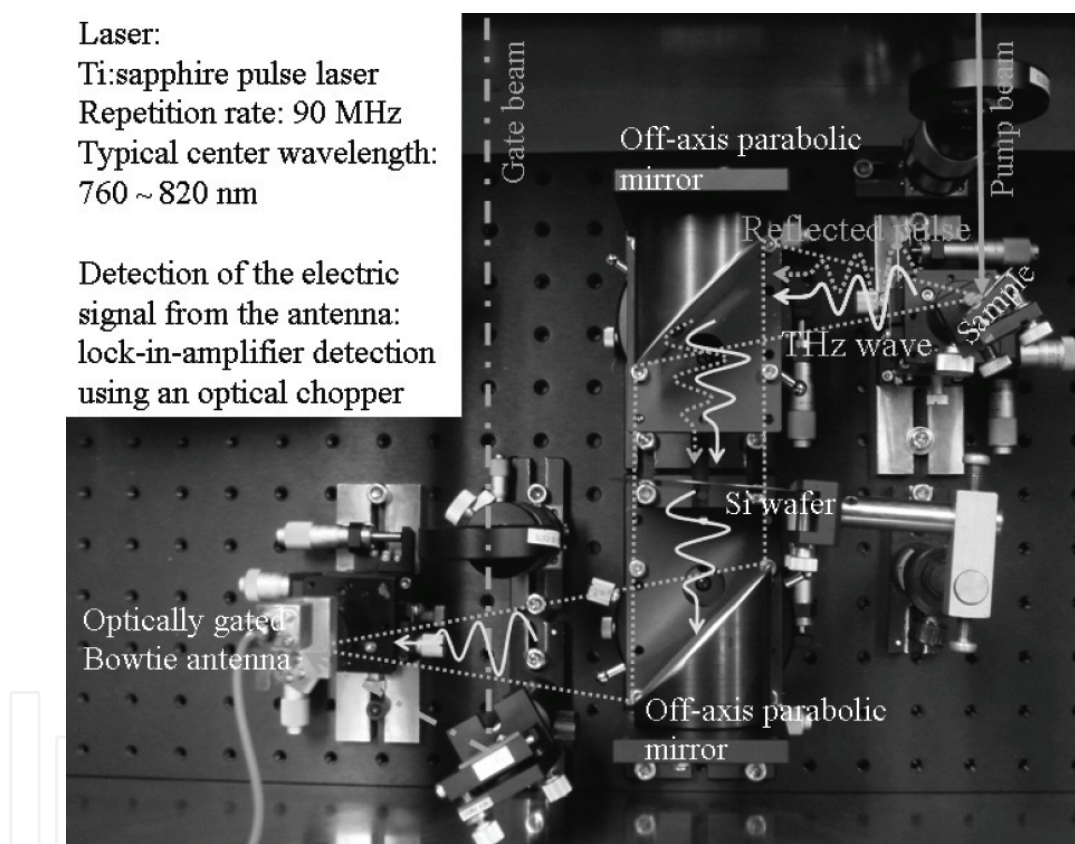 Laser:
Ti:sapphire pulse laser
Repetition rate: 90 MHz
Typical center wavelength:
760 ~ 820 nm
Detection of the electric
signal from the antenna:
lock-in-amplifier detection
using an optical chopper
Gate beam
Off-axis parabolic
mirror
Pump beam
Reflected pulse
Sample
THz wave
Si wafer
Optically gated
Bowtie antenna
Off-axis parabolic
mirror